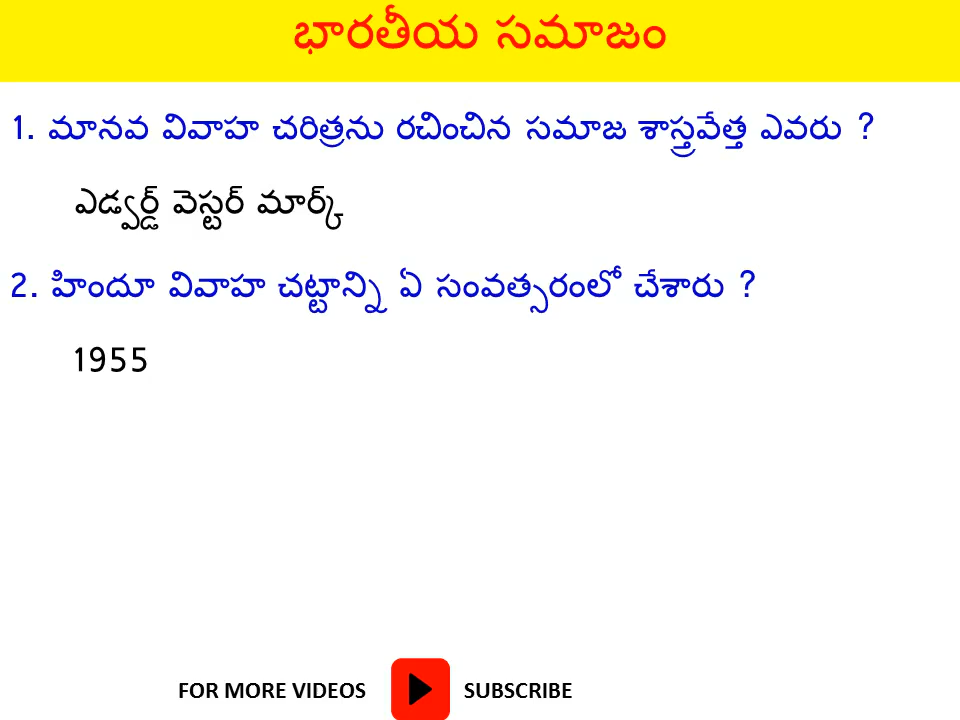 భారతీయ సమాజం
1. మానవ వివాహ చరిత్రను రచించిన సమాజ శాస్త్రవేత్త ఎవరు ?
ఎడ్వర్డ్ వెస్టర్ మార్క్
2. హిందూ వివాహ చట్టాన్ని ఏ సంవత్సరంలో చేశారు ?
1955
FOR MORE VIDEOS SUBSCRIBE